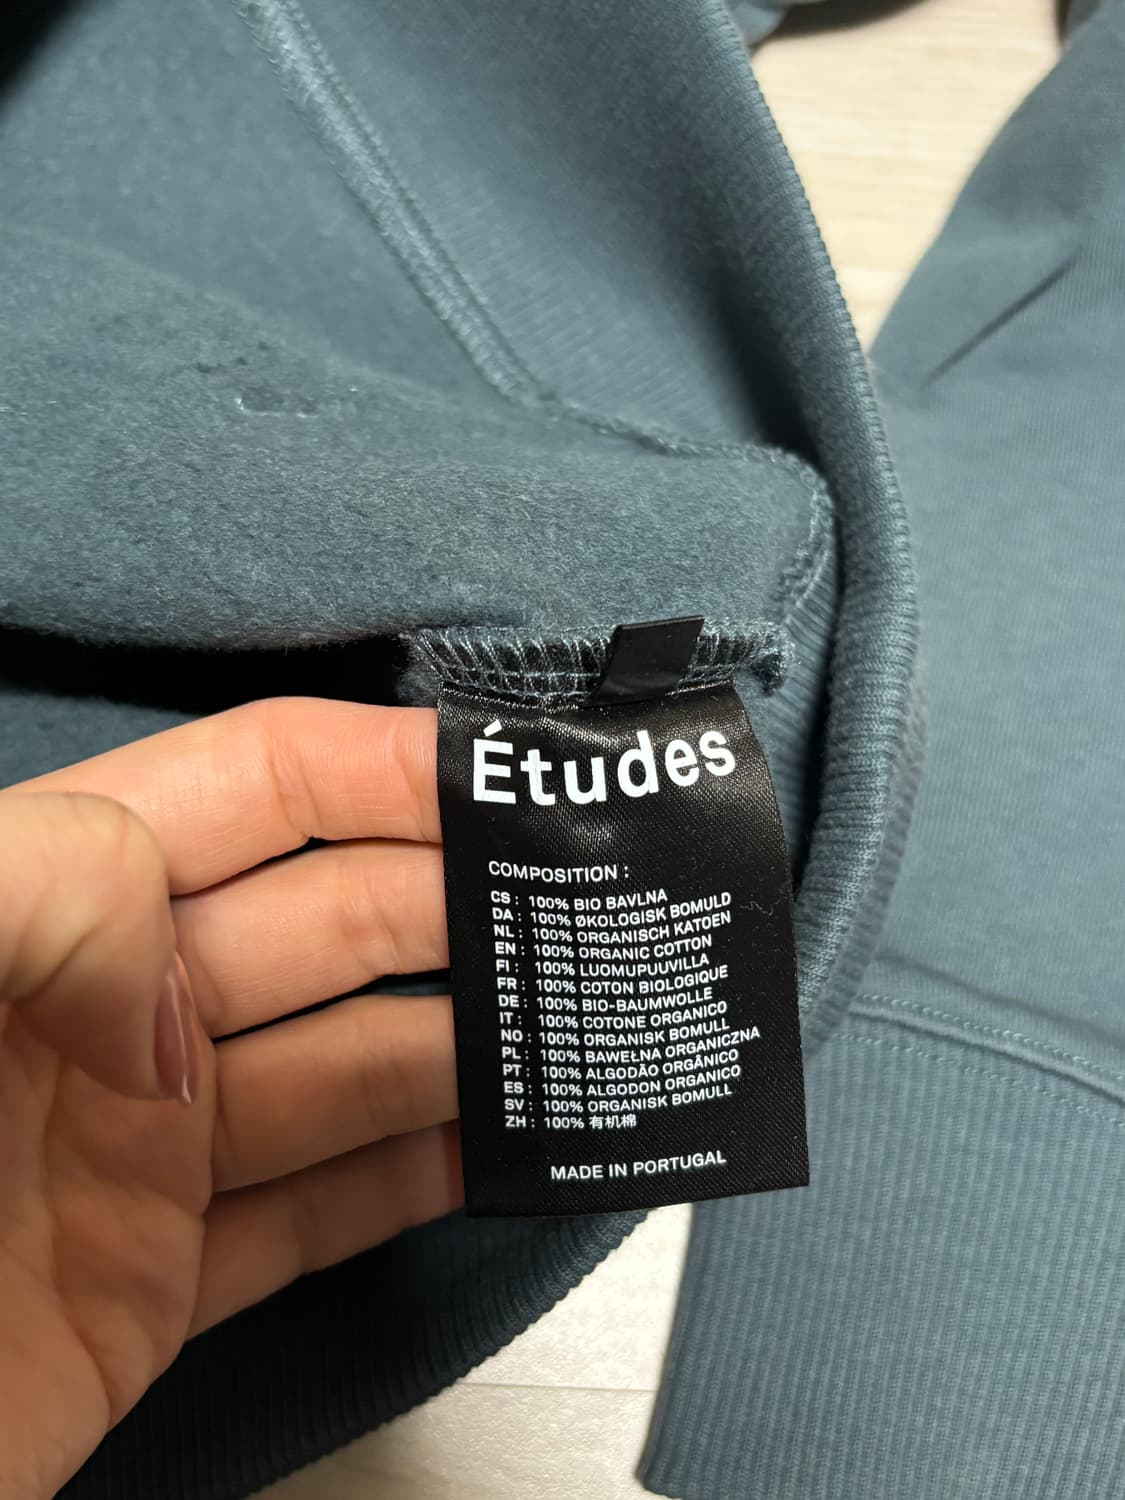 Études
COMPOSITION :
CS : 100% BIO BAVLNA
DA : 100% ØKOLOGISK BOMULD
NL : 100% ORGANISCH KATOEN
EN : 100% ORGANIC COTTON
FI : 100% LUOMUPUUVILLA
FR : 100% COTON BIOLOGIQUE
DE : 100% BIO-BAUMWOLLE
IT : 100% COTONE ORGANICO
NO : 100% ORGANISK BOMULL
PL : 100% BAWEŁNA ORGANICZNA
PT : 100% ALGODÃO ORGÂNICO
ES : 100% ALGODON ORGANICO
SV : 100% ORGANISK BOMULL
ZH : 100% 有机棉
MADE IN PORTUGAL